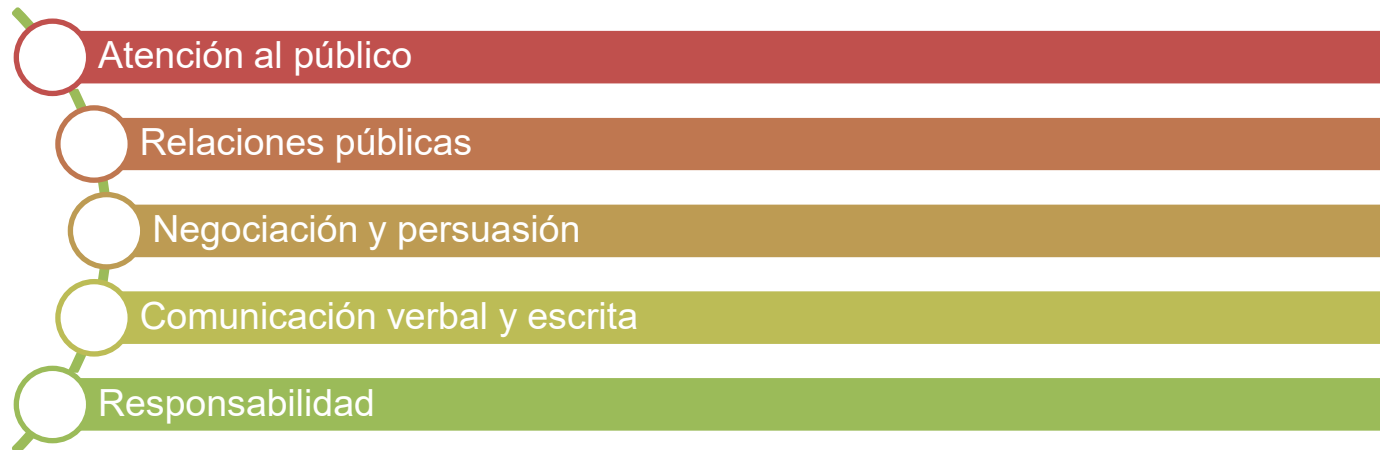 Atención al público
Relaciones públicas
Negociación y persuasión
Comunicación verbal y escrita
Responsabilidad